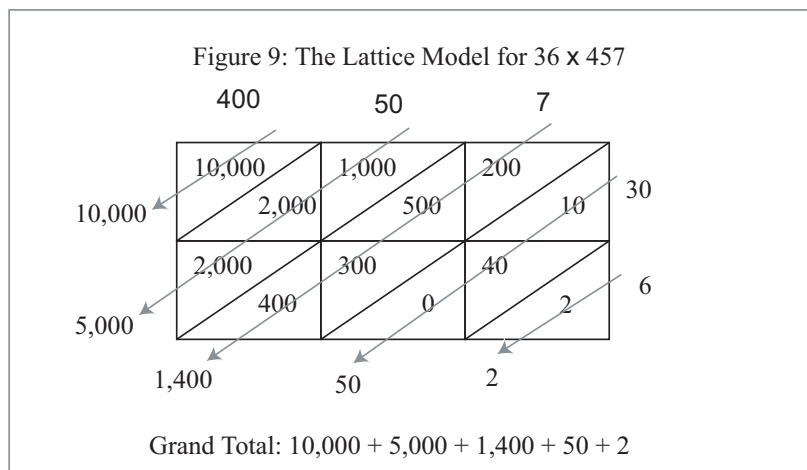 Figure 9: The Lattice Model for 36 x 457
400 50 7
10,000 1,000 200
30
10,000 2,000 500 10
2,000 300 40
6
5,000 400 0 2
1,400 50 2
Grand Total: 10,000 + 5,000 + 1,400 + 50 + 2